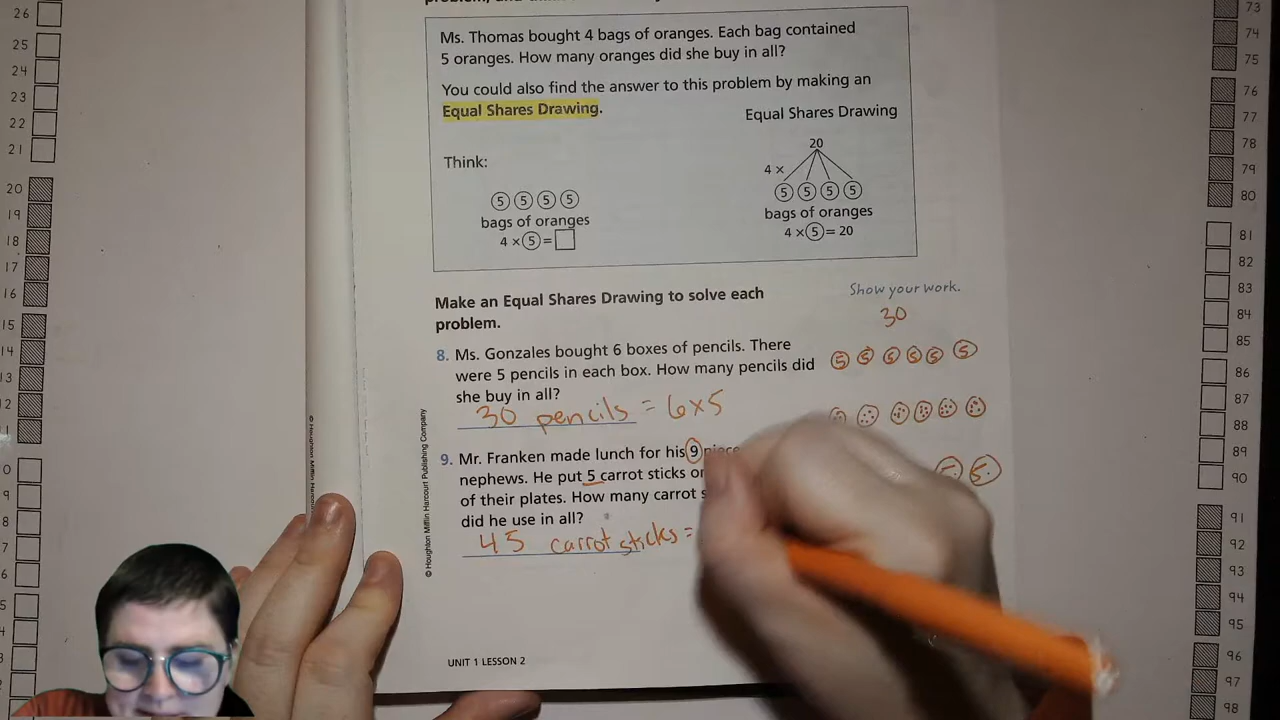 Ms. Thomas bought 4 bags of oranges. Each bag contained
5 oranges. How many oranges did she buy in all?
You could also find the answer to this problem by making an
Equal Shares Drawing.
Equal Shares Drawing
Think:
20
4 ×
5 5 5 5
5 5 5 5
bags of oranges
bags of oranges
4 × 5 =
4 × 5 = 20
Make an Equal Shares Drawing to solve each
problem.
Show your work.
30
8. Ms. Gonzales bought 6 boxes of pencils. There
were 5 pencils in each box. How many pencils did
she buy in all?
5 5 5 5 5 5
30 pencils = 6x5
9. Mr. Franken made lunch for his 9
nephews. He put 5 carrot sticks
of their plates. How many carrot
did he use in all?
5
45 carrot sticks =
© Houghton Mifflin Harcourt Publishing Company
UNIT 1 LESSON 2
26
25
24
23
22
21
20
19
18
17
16
15
14
73
74
75
76
77
78
79
80
81
82
83
84
85
86
87
88
89
90
91
92
93
94
95
96
97
98